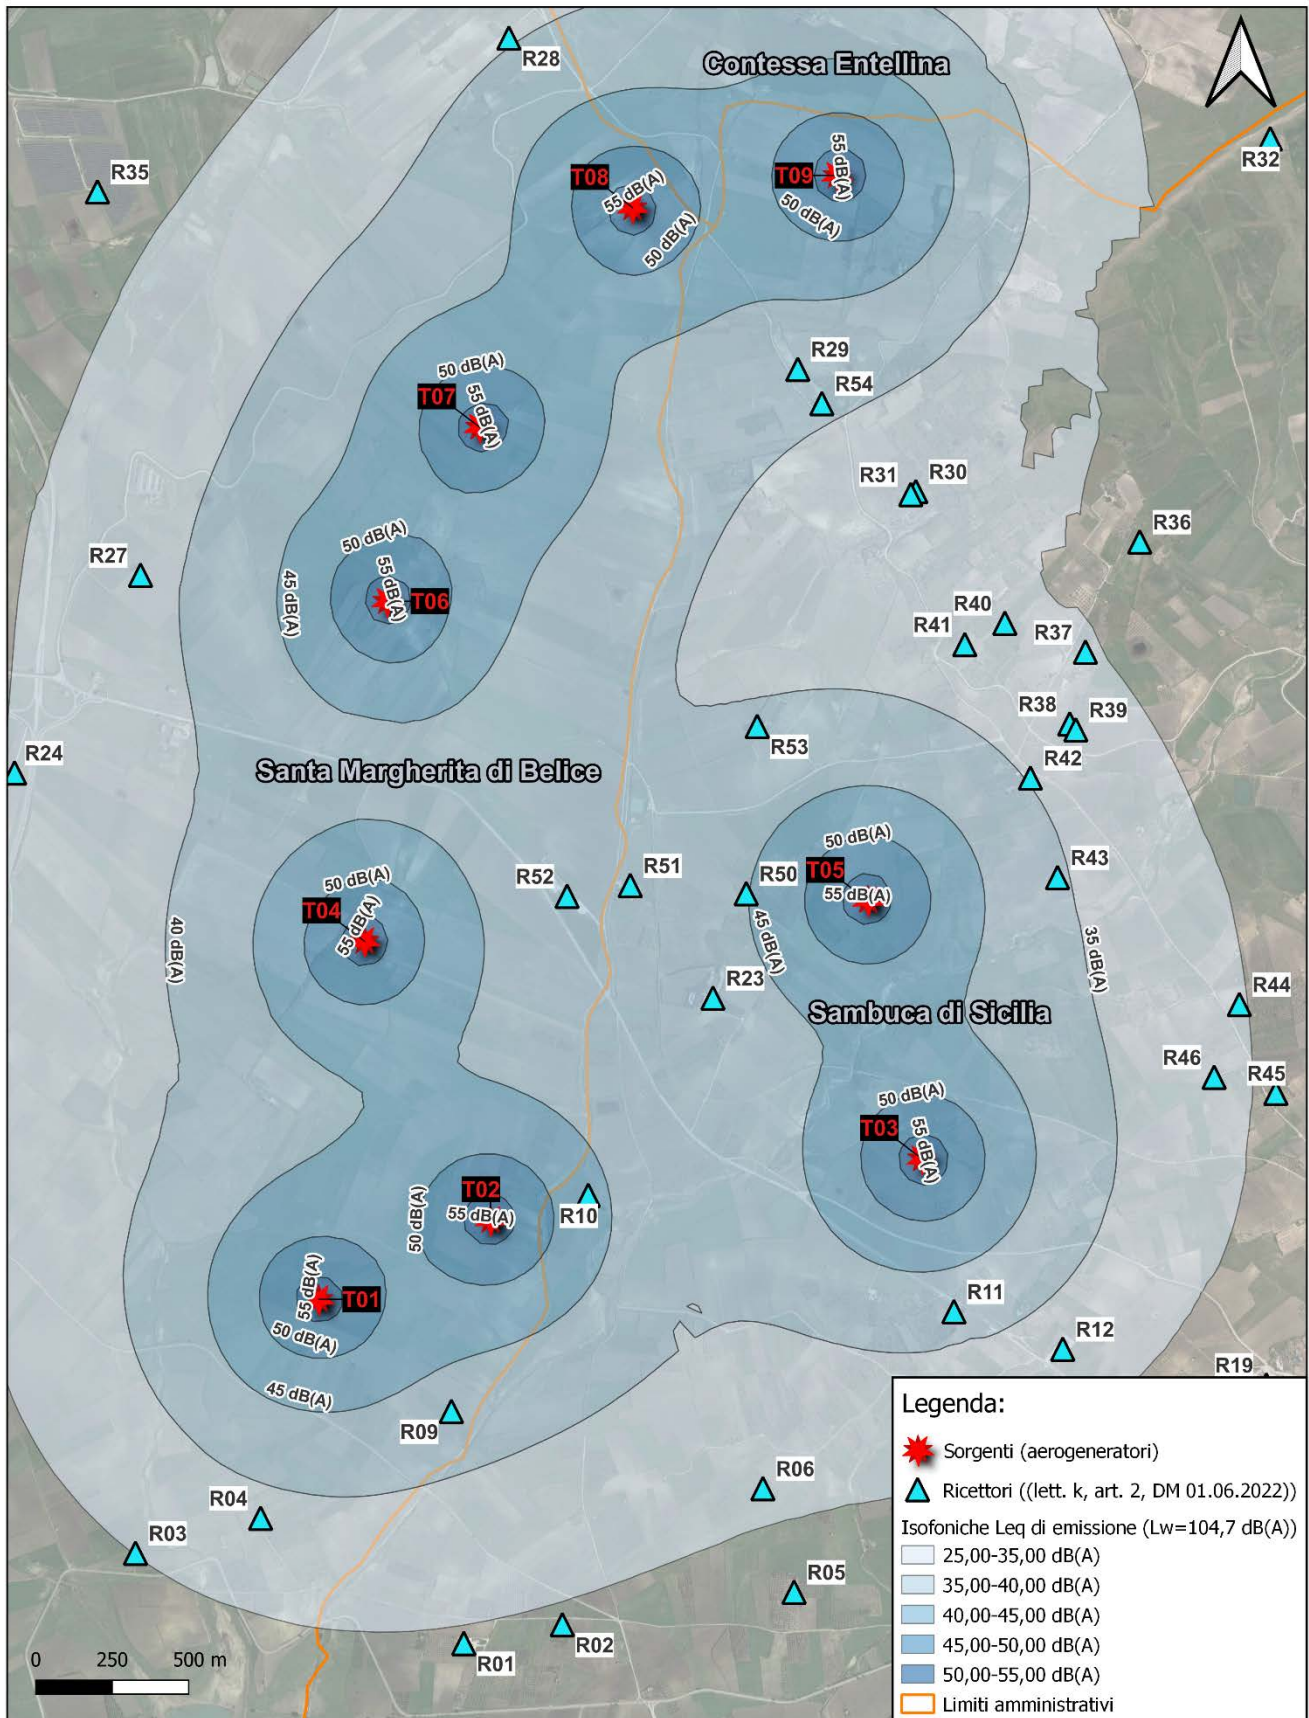 R28
Contessa Entellina
R32
R35
T08
55 dB(A)
50 dB(A)
T09
55 dB(A)
50 dB(A)
R29
R54
50 dB(A)
T07
55 dB(A)
R31
R30
R36
R27
50 dB(A)
45 dB(A)
55 dB(A)
T06
R40
R41
R37
R38
R39
R42
R53
R24
Santa Margherita di Belice
50 dB(A)
T04
55 dB(A)
R52
R51
R50
50 dB(A)
T05
55 dB(A)
R43
40 dB(A)
45 dB(A)
35 dB(A)
R23
Sambuca di Sicilia
R44
R46
R45
50 dB(A)
T03
55 dB(A)
T02
55 dB(A)
50 dB(A)
R10
55 dB(A)
T01
50 dB(A)
45 dB(A)
R11
R12
R19
R09
R06
R04
R03
R05
R02
R01
0 250 500 m
Legenda:
Sorgenti (aerogeneratori)
Ricettori ((lett. k, art. 2, DM 01.06.2022))
Isofoniche Leq di emissione (Lw=104,7 dB(A))
25,00-35,00 dB(A)
35,00-40,00 dB(A)
40,00-45,00 dB(A)
45,00-50,00 dB(A)
50,00-55,00 dB(A)
Limiti amministrativi